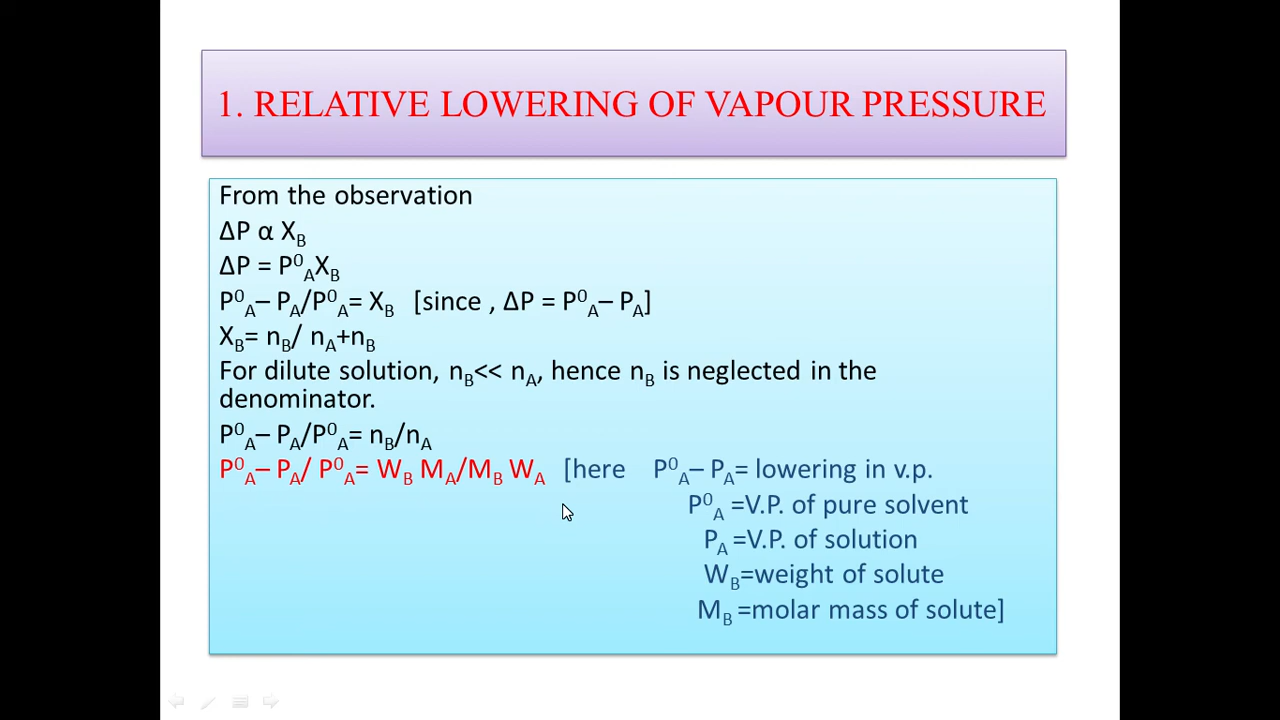 1. RELATIVE LOWERING OF VAPOUR PRESSURE
From the observation
ΔP α X_B
ΔP = P⁰_AX_B
P⁰_A– P_A/P⁰_A= X_B [since , ΔP = P⁰_A– P_A]
X_B= n_B/ n_A+n_B
For dilute solution, n_B<< n_A, hence n_B is neglected in the
denominator.
P⁰_A– P_A/P⁰_A= n_B/n_A
P⁰_A– P_A/ P⁰_A= W_B M_A/M_B W_A [here P⁰_A– P_A= lowering in v.p.
P⁰_A =V.P. of pure solvent
P_A =V.P. of solution
W_B=weight of solute
M_B =molar mass of solute]